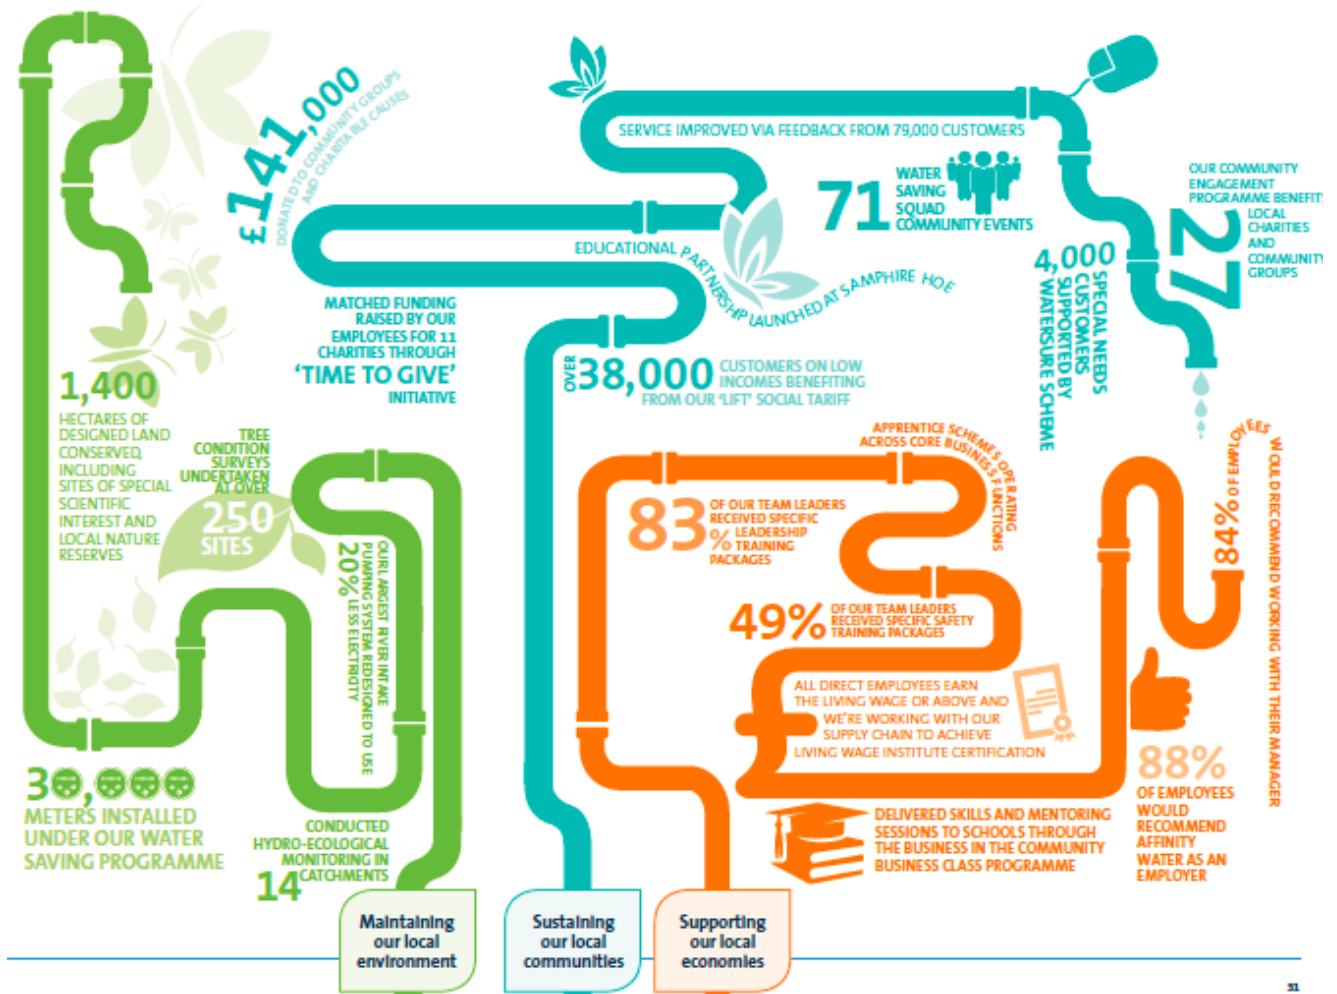 £141,000
DONATED TO COMMUNITY GROUPS
AND CHARITABLE CAUSES
SERVICE IMPROVED VIA FEEDBACK FROM 79,000 CUSTOMERS
71
WATER
SAVING
SQUAD
COMMUNITY EVENTS
OUR COMMUNITY
ENGAGEMENT
PROGRAMME BENEFITS
27
LOCAL
CHARITIES
AND
COMMUNITY
GROUPS
EDUCATIONAL PARTNERSHIP LAUNCHED AT SAMPHIRE HOE
4,000
SPECIAL NEEDS
CUSTOMERS
SUPPORTED BY
WATERSURE SCHEME
MATCHED FUNDING
RAISED BY OUR
EMPLOYEES FOR 11
CHARITIES THROUGH
‘TIME TO GIVE’
INITIATIVE
OVER
38,000
CUSTOMERS ON LOW
INCOMES BENEFITING
FROM OUR ‘LIFT’ SOCIAL TARIFF
1,400
HECTARES OF
DESIGNED LAND
CONSERVED,
INCLUDING
SITES OF SPECIAL
SCIENTIFIC
INTEREST AND
LOCAL NATURE
RESERVES
TREE
CONDITION
SURVEYS
UNDERTAKEN
AT OVER
250
SITES
OUR LARGEST RIVER INTAKE
PUMPING SYSTEM REDESIGNED TO USE
20% LESS ELECTRICITY
30,000
METERS INSTALLED
UNDER OUR WATER
SAVING PROGRAMME
CONDUCTED
HYDRO-ECOLOGICAL
MONITORING IN
14 CATCHMENTS
APPRENTICE SCHEMES OPERATING
ACROSS CORE BUSINESS FUNCTIONS
83%
OF OUR TEAM LEADERS
RECEIVED SPECIFIC
LEADERSHIP
TRAINING
PACKAGES
49%
OF OUR TEAM LEADERS
RECEIVED SPECIFIC SAFETY
TRAINING PACKAGES
ALL DIRECT EMPLOYEES EARN
THE LIVING WAGE OR ABOVE AND
WE’RE WORKING WITH OUR
SUPPLY CHAIN TO ACHIEVE
LIVING WAGE INSTITUTE CERTIFICATION
84% OF EMPLOYEES
WOULD RECOMMEND WORKING WITH THEIR MANAGER
88%
OF EMPLOYEES
WOULD
RECOMMEND
AFFINITY
WATER AS AN
EMPLOYER
DELIVERED SKILLS AND MENTORING
SESSIONS TO SCHOOLS THROUGH
THE BUSINESS IN THE COMMUNITY
BUSINESS CLASS PROGRAMME
Maintaining
our local
environment
Sustaining
our local
communities
Supporting
our local
economies
31